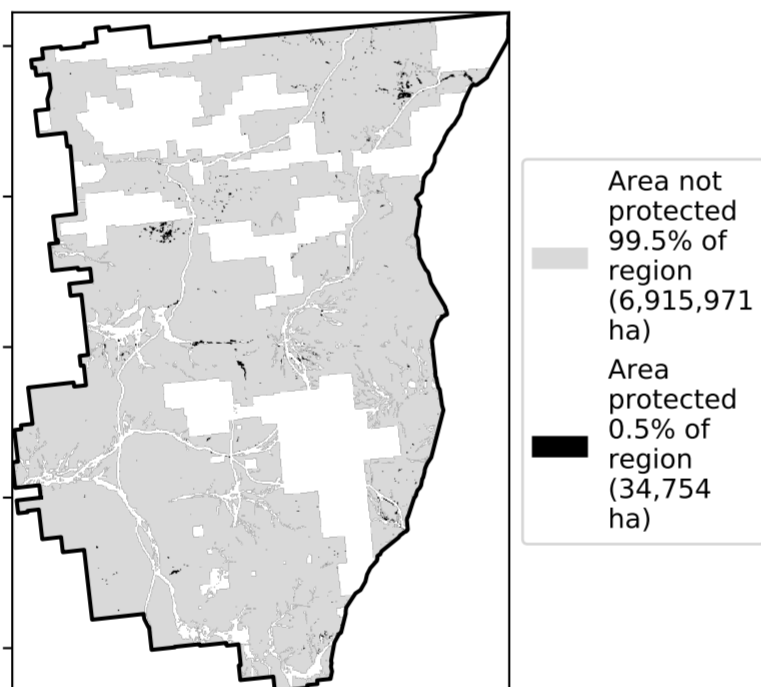 Area not
protected
99.5% of
region
(6,915,971
ha)
Area
protected
0.5% of
region
(34,754
ha)